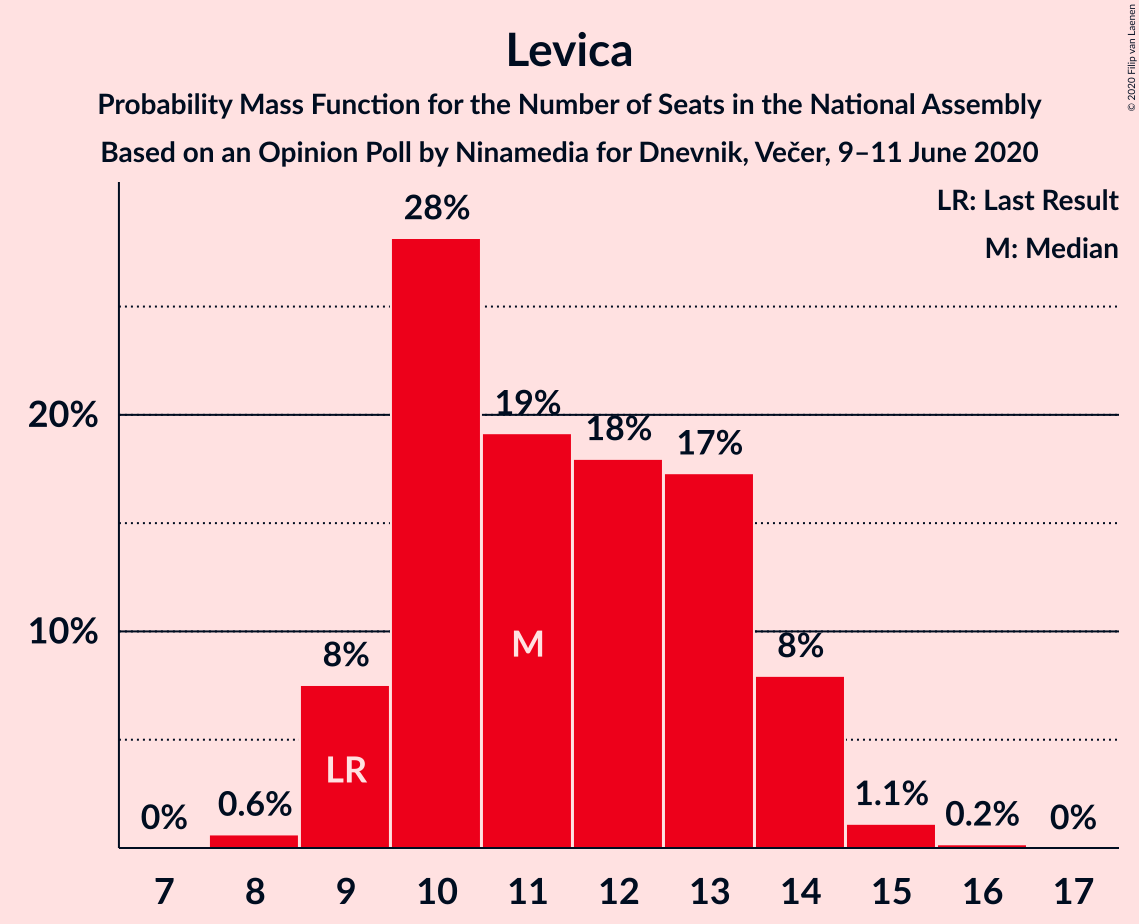 Levica
Probability Mass Function for the Number of Seats in the National Assembly
Based on an Opinion Poll by Ninamedia for Dnevnik, Večer, 9–11 June 2020
© 2020 Filip van Laenen
LR: Last Result
M: Median
28%
19%
20%
18%
17%
10%
8%
M
8%
LR
0%
0.6%
1.1%
0.2%
0%
7 8 9 10 11 12 13 14 15 16 17